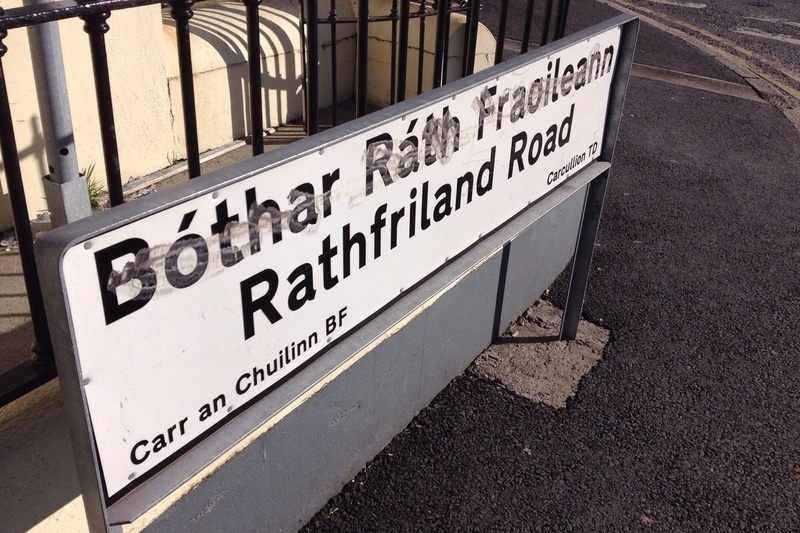 Bóthar Ráth Fraoileann
Rathfriland Road
Carr an Chuilinn BF
Carcullion TD